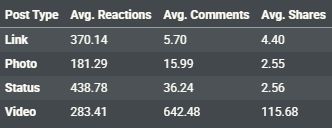 Post Type Avg. Reactions Avg. Comments Avg. Shares
Link 370.14 5.70 4.40
Photo 181.29 15.99 2.55
Status 438.78 36.24 2.56
Video 283.41 642.48 115.68